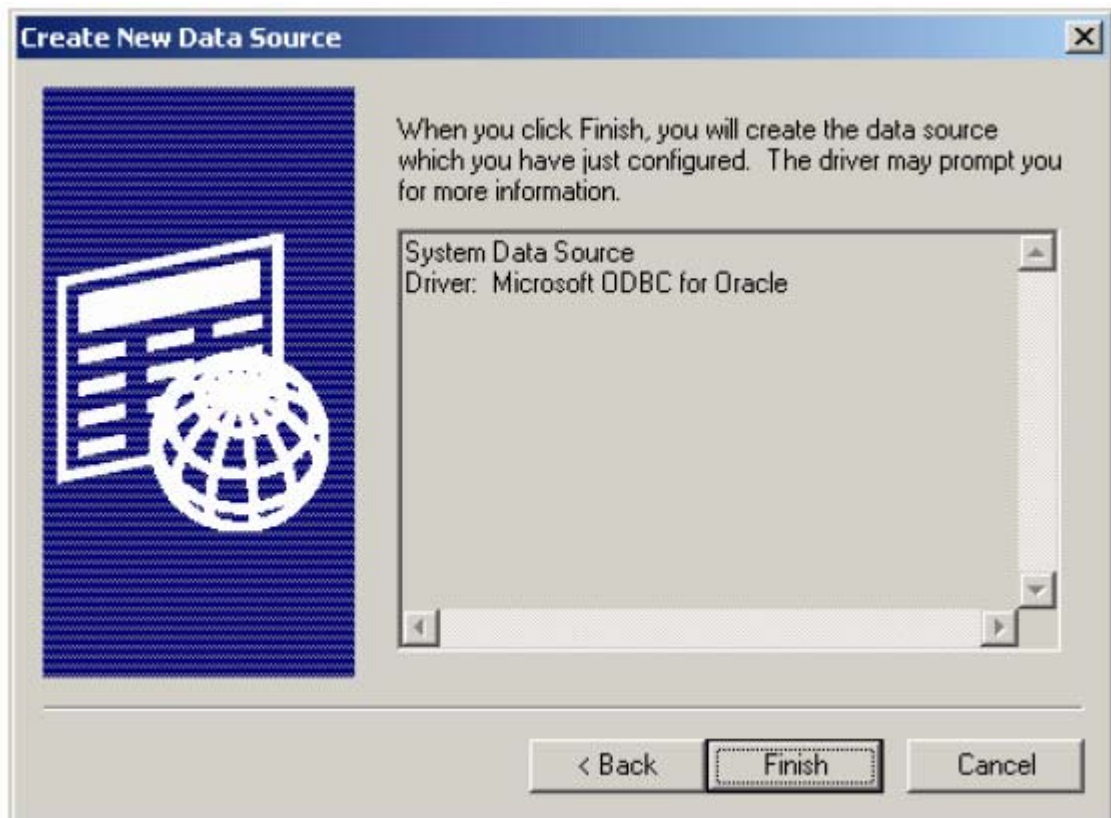 Create New Data Source
When you click Finish, you will create the data source
which you have just configured. The driver may prompt you
for more information.
System Data Source
Driver: Microsoft ODBC for Oracle
< Back
Finish
Cancel